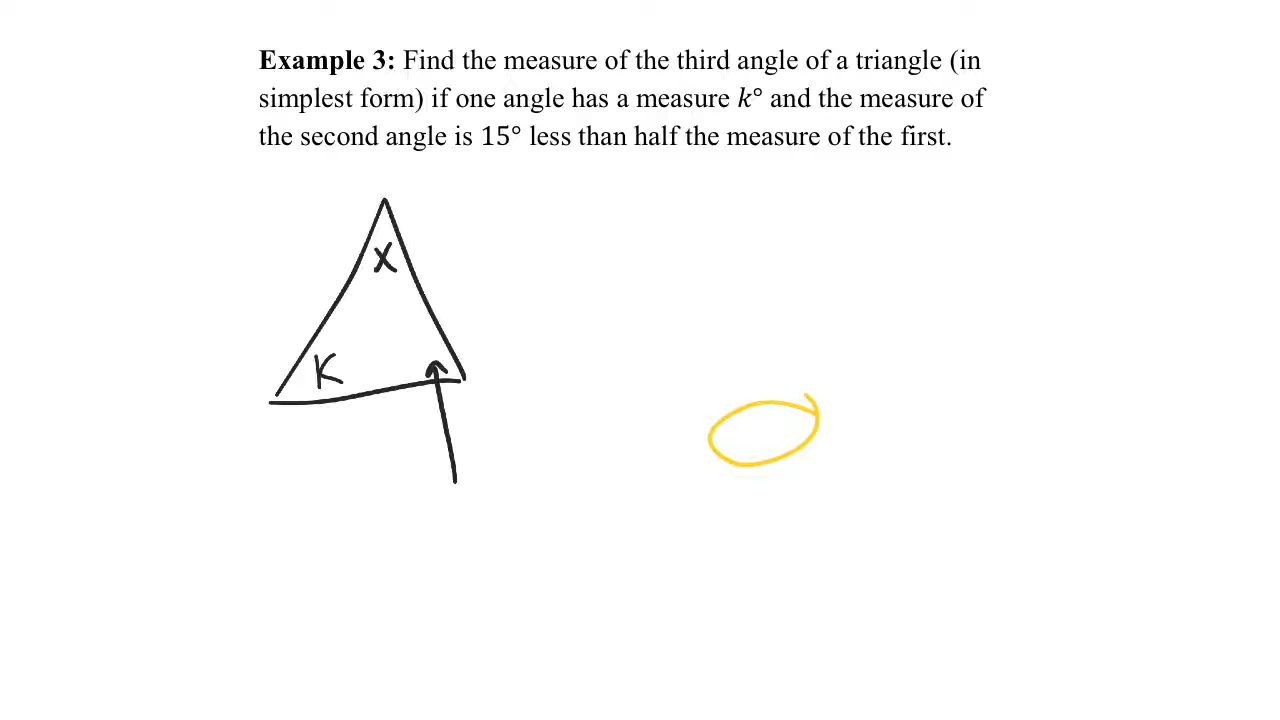 Example 3: Find the measure of the third angle of a triangle (in
simplest form) if one angle has a measure k° and the measure of
the second angle is 15° less than half the measure of the first.
X
K